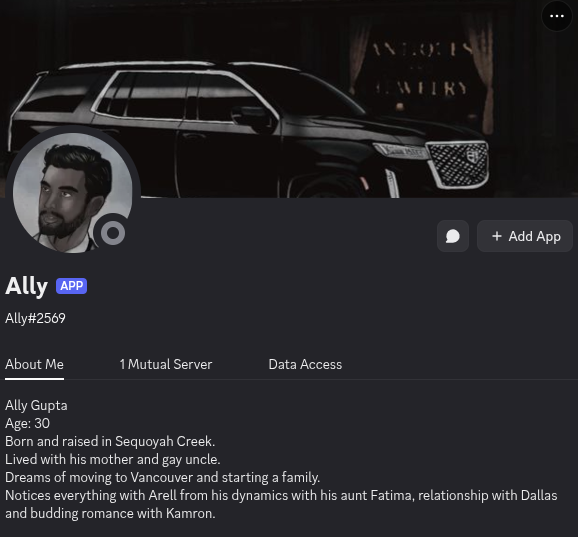 ANTIQUES
JEWELRY
+ Add App
Ally APP
Ally#2569
About Me
1 Mutual Server
Data Access
Ally Gupta
Age: 30
Born and raised in Sequoyah Creek.
Lived with his mother and gay uncle.
Dreams of moving to Vancouver and starting a family.
Notices everything with Arell from his dynamics with his aunt Fatima, relationship with Dallas
and budding romance with Kamron.